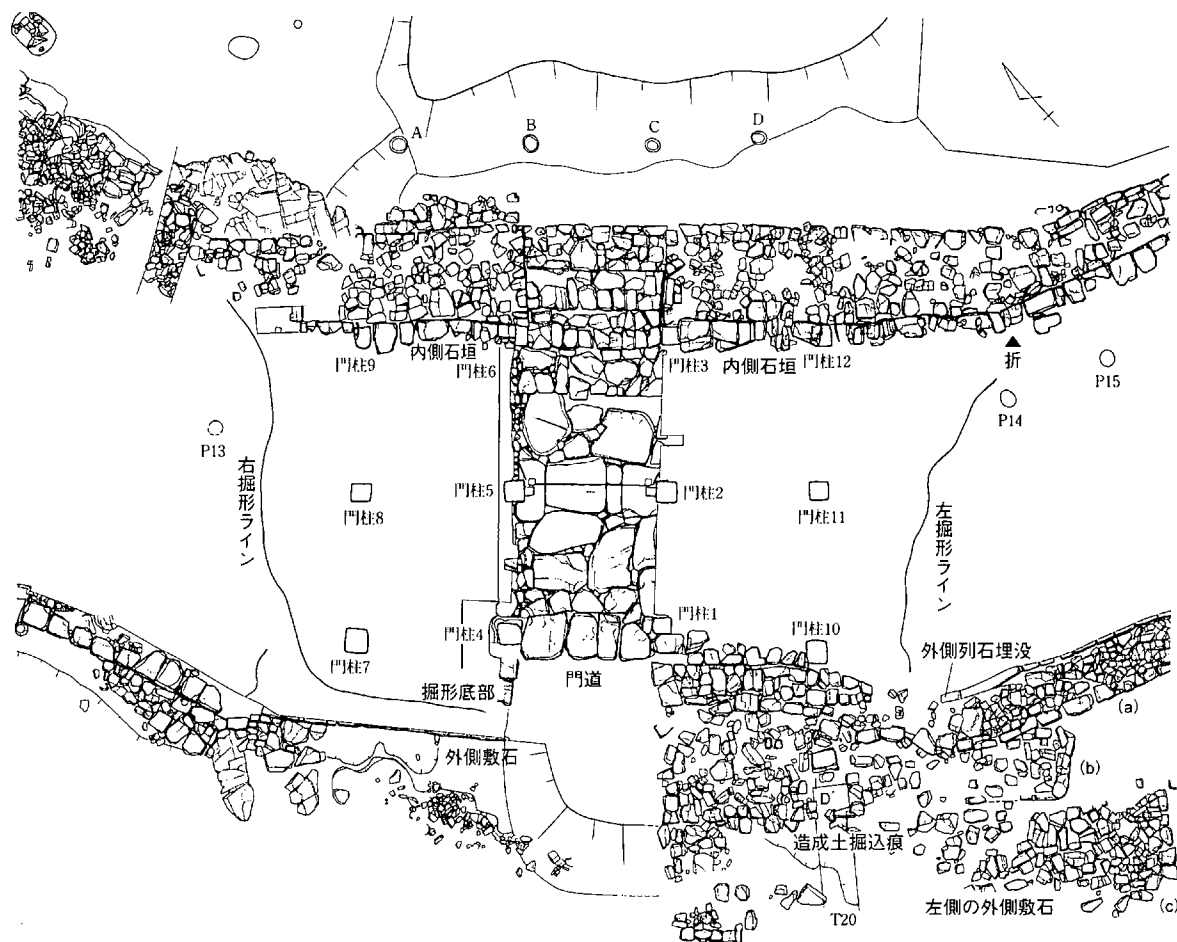 A
B
C
D
門柱9
内側石垣
門柱6
門柱3
内側石垣
門柱12
折
P15
P14
P13
右掘形ライン
門柱8
門柱5
門柱2
門柱11
左掘形ライン
門柱7
門柱4
門柱1
門柱10
掘形底部
門道
外側列石埋没
(a)
外側敷石
(b)
D'
造成土掘込痕
左側の外側敷石
(c)
T20